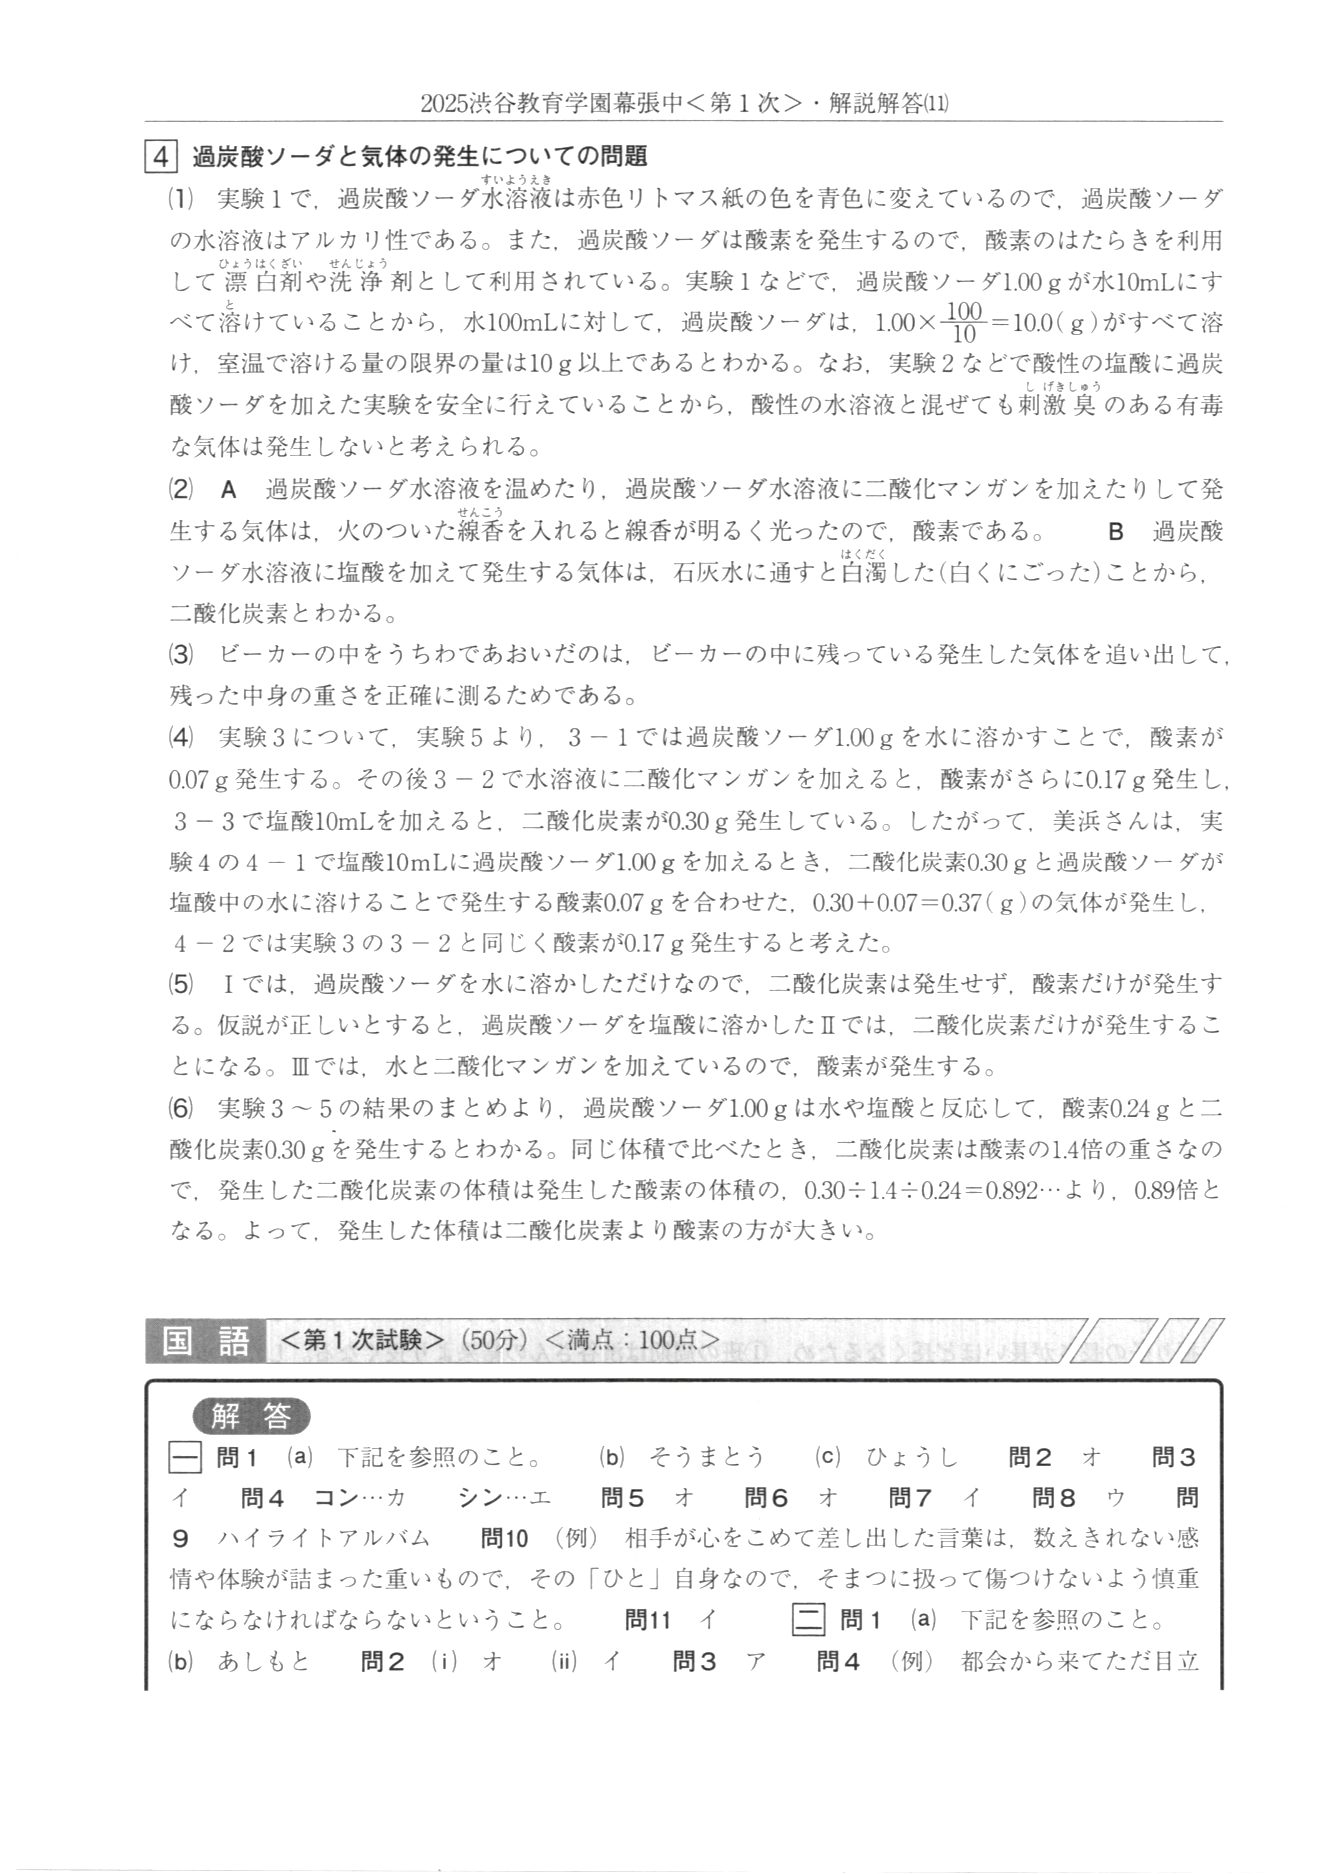 2025渋谷教育学園幕張中＜第１次＞・解説解答⑾
4 過炭酸ソーダと気体の発生についての問題
すいようえき
⑴ 実験１で，過炭酸ソーダ水溶液は赤色リトマス紙の色を青色に変えているので，過炭酸ソーダ
の水溶液はアルカリ性である。また，過炭酸ソーダは酸素を発生するので，酸素のはたらきを利用
ひょうはくざい せんじょう
して漂白剤や洗浄剤として利用されている。実験１などで，過炭酸ソーダ1.00ｇが水10mLにす
と
べて溶けていることから，水100mLに対して，過炭酸ソーダは，1.00×100/10＝10.0(ｇ)がすべて溶
け，室温で溶ける量の限界の量は10ｇ以上であるとわかる。なお，実験２などで酸性の塩酸に過炭
しげきしゅう
酸ソーダを加えた実験を安全に行えていることから，酸性の水溶液と混ぜても刺激臭のある有毒
な気体は発生しないと考えられる。
⑵ A 過炭酸ソーダ水溶液を温めたり，過炭酸ソーダ水溶液に二酸化マンガンを加えたりして発
せんこう
生する気体は，火のついた線香を入れると線香が明るく光ったので，酸素である。 B 過炭酸
はくだく
ソーダ水溶液に塩酸を加えて発生する気体は，石灰水に通すと白濁した(白くにごった)ことから，
二酸化炭素とわかる。
⑶ ビーカーの中をうちわであおいだのは，ビーカーの中に残っている発生した気体を追い出して，
残った中身の重さを正確に測るためである。
⑷ 実験３について，実験５より，３－１では過炭酸ソーダ1.00ｇを水に溶かすことで，酸素が
0.07ｇ発生する。その後３－２で水溶液に二酸化マンガンを加えると，酸素がさらに0.17ｇ発生し，
３－３で塩酸10mLを加えると，二酸化炭素が0.30ｇ発生している。したがって，美浜さんは，実
験４の４－１で塩酸10mLに過炭酸ソーダ1.00ｇを加えるとき，二酸化炭素0.30ｇと過炭酸ソーダが
塩酸中の水に溶けることで発生する酸素0.07ｇを合わせた，0.30＋0.07＝0.37(ｇ)の気体が発生し，
４－２では実験３の３－２と同じく酸素が0.17ｇ発生すると考えた。
⑸ Ⅰでは，過炭酸ソーダを水に溶かしただけなので，二酸化炭素は発生せず，酸素だけが発生す
る。仮説が正しいとすると，過炭酸ソーダを塩酸に溶かしたⅡでは，二酸化炭素だけが発生するこ
とになる。Ⅲでは，水と二酸化マンガンを加えているので，酸素が発生する。
⑹ 実験３～５の結果のまとめより，過炭酸ソーダ1.00ｇは水や塩酸と反応して，酸素0.24ｇと二
酸化炭素0.30ｇを発生するとわかる。同じ体積で比べたとき，二酸化炭素は酸素の1.4倍の重さなの
で，発生した二酸化炭素の体積は発生した酸素の体積の，0.30÷1.4÷0.24＝0.892…より，0.89倍と
なる。よって，発生した体積は二酸化炭素より酸素の方が大きい。
国語 ＜第１次試験＞（50分）＜満点：100点＞
解答
一 問１ (a) 下記を参照のこと。 (b) そうまとう (c) ひょうし 問２ オ 問３
イ 問４ コン…カ シン…エ 問５ オ 問６ オ 問７ イ 問８ ウ 問
９ ハイライトアルバム 問10 （例） 相手が心をこめて差し出した言葉は，数えきれない感
情や体験が詰まった重いもので，その「ひと」自身なので，そまつに扱って傷つけないよう慎重
にならなければならないということ。 問11 イ 二 問１ (a) 下記を参照のこと。
(b) あしもと 問２ (i) オ (ii) イ 問３ ア 問４ （例） 都会から来てただ目立